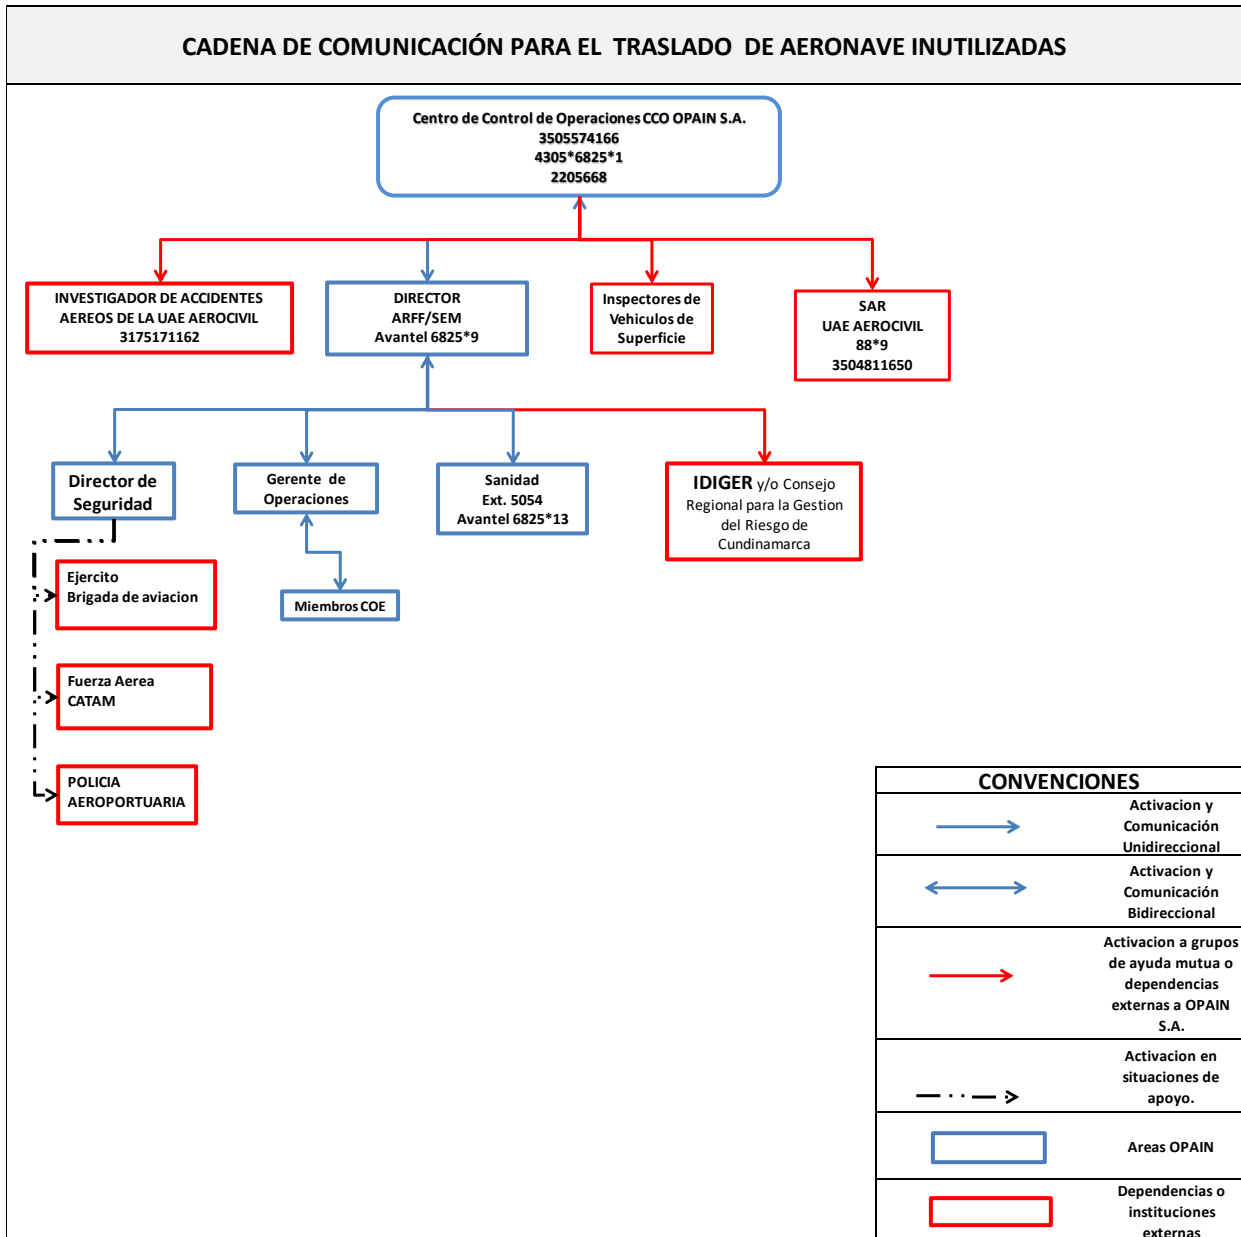 CADENA DE COMUNICACIÓN PARA EL TRASLADO DE AERONAVE INUTILIZADAS
Centro de Control de Operaciones CCO OPAIN S.A.
3505574166
4305*6825*1
2205668
INVESTIGADOR DE ACCIDENTES
AEREOS DE LA UAE AEROCIVIL
3175171162
DIRECTOR
ARFF/SEM
Avantel 6825*9
Inspectores de
Vehiculos de
Superficie
SAR
UAE AEROCIVIL
88*9
3504811650
Director de
Seguridad
Gerente de
Operaciones
Sanidad
Ext. 5054
Avantel 6825*13
IDIGER y/o Consejo
Regional para la Gestion
del Riesgo de
Cundinamarca
Ejercito
Brigada de aviacion
Miembros COE
Fuerza Aerea
CATAM
POLICIA
AEROPORTUARIA
CONVENCIONES
Activacion y
Comunicación
Unidireccional
Activacion y
Comunicación
Bidireccional
Activacion a grupos
de ayuda mutua o
dependencias
externas a OPAIN
S.A.
Activacion en
situaciones de
apoyo.
Areas OPAIN
Dependencias o
instituciones
externas